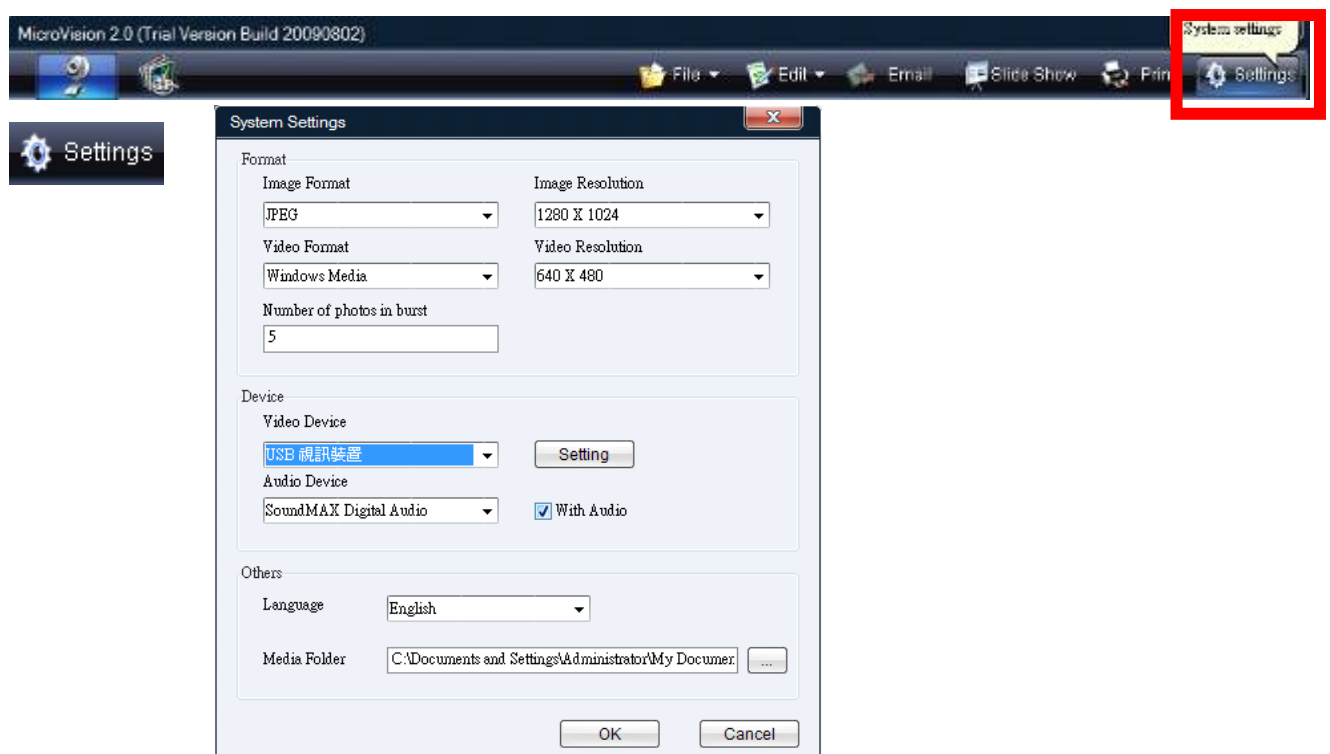 MicroVision 2.0 (Trial Version Build 20090802)
System settings
File Edit Email Slide Show Prin Settings
Settings
System Settings
Format
Image Format Image Resolution
JPEG 1280 X 1024
Video Format Video Resolution
Windows Media 640 X 480
Number of photos in burst
5
Device
Video Device
USB 視訊裝置 Setting
Audio Device
SoundMAX Digital Audio With Audio
Others
Language English
Media Folder C:\Documents and Settings\Administrator\My Documen ...
OK Cancel